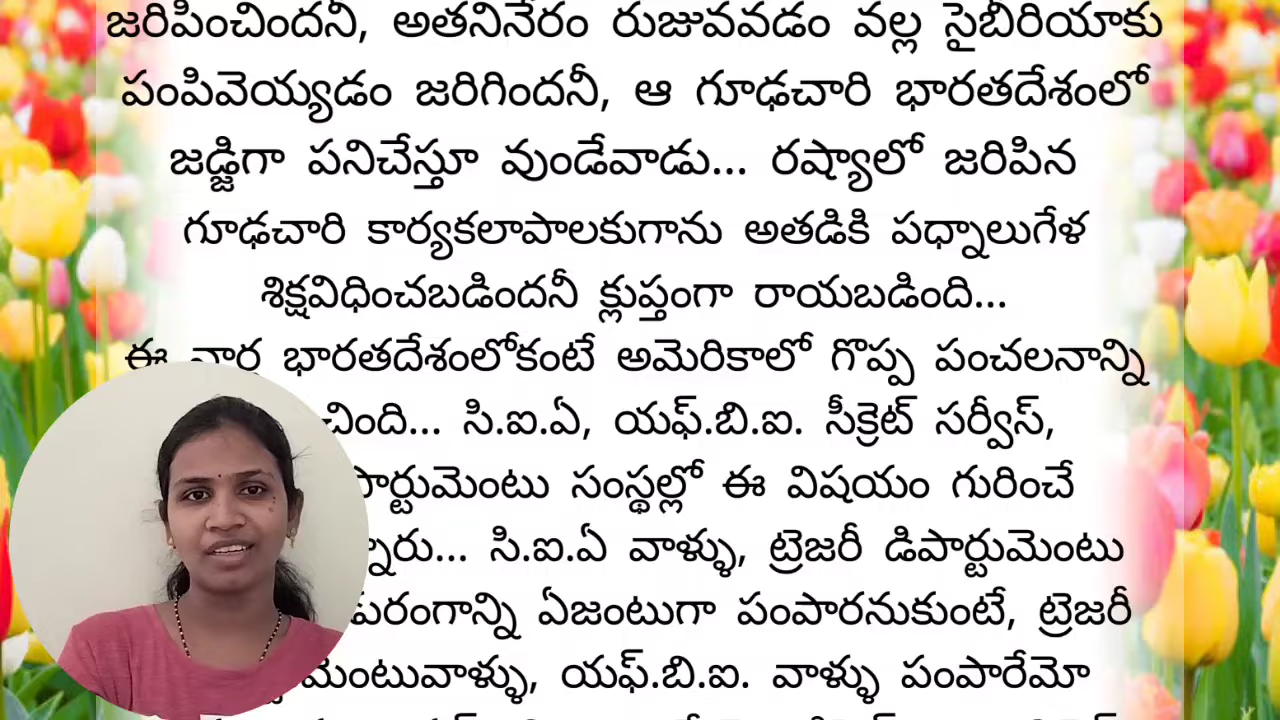 జరిపించిందనీ, అతనినేరం రుజువవడం వల్ల సైబీరియాకు
పంపివెయ్యడం జరిగిందనీ, ఆ గూఢచారి భారతదేశంలో
జడ్జిగా పనిచేస్తూ వుండేవాడు... రష్యాలో జరిపిన
గూఢచారి కార్యకలాపాలకుగాను అతడికి పధ్నాలుగేళ
శిక్షవిధించబడిందనీ క్లుప్తంగా రాయబడింది...
ఈ వార్త భారతదేశంలోకంటే అమెరికాలో గొప్ప పంచలనాన్ని
చింది... సి.ఐ.ఏ, యఫ్.బి.ఐ. సీక్రెట్ సర్వీస్,
పార్టుమెంటు సంస్థల్లో ఈ విషయం గురించే
న్నారు... సి.ఐ.ఏ వాళ్ళు, ట్రెజరీ డిపార్టుమెంటు
దురంగాన్ని ఏజంటుగా పంపారనుకుంటే, ట్రెజరీ
మెంటువాళ్ళు, యఫ్.బి.ఐ. వాళ్ళు పంపారేమో